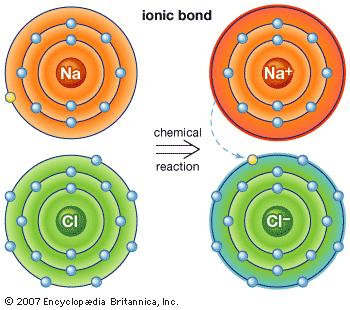 ionic bond
Na
Na⁺
chemical
reaction
Cl
Cl⁻
© 2007 Encyclopædia Britannica, Inc.